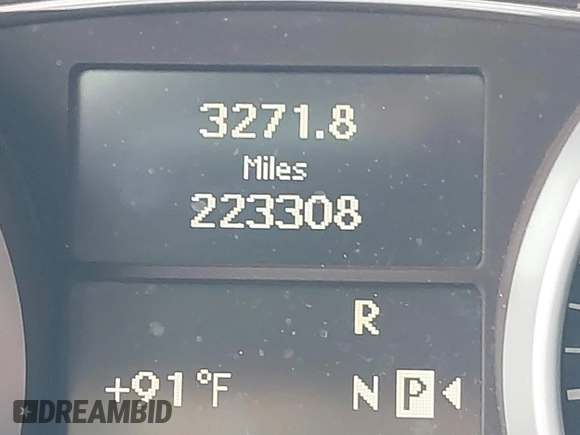 3271.8
Miles
223308
R
+91°F N P
DREAMBID